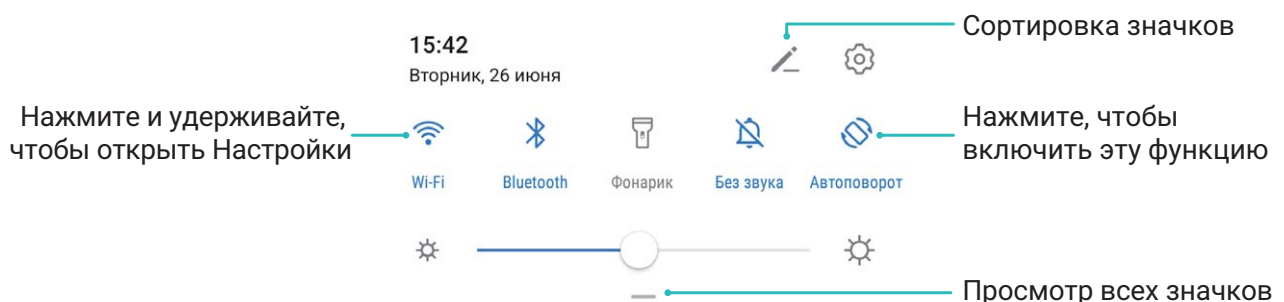 Сортировка значков
15:42
Вторник, 26 июня
Нажмите и удерживайте,
чтобы открыть Настройки
Нажмите, чтобы
включить эту функцию
Wi-Fi
Bluetooth
Фонарик
Без звука
Автоповорот
Просмотр всех значков